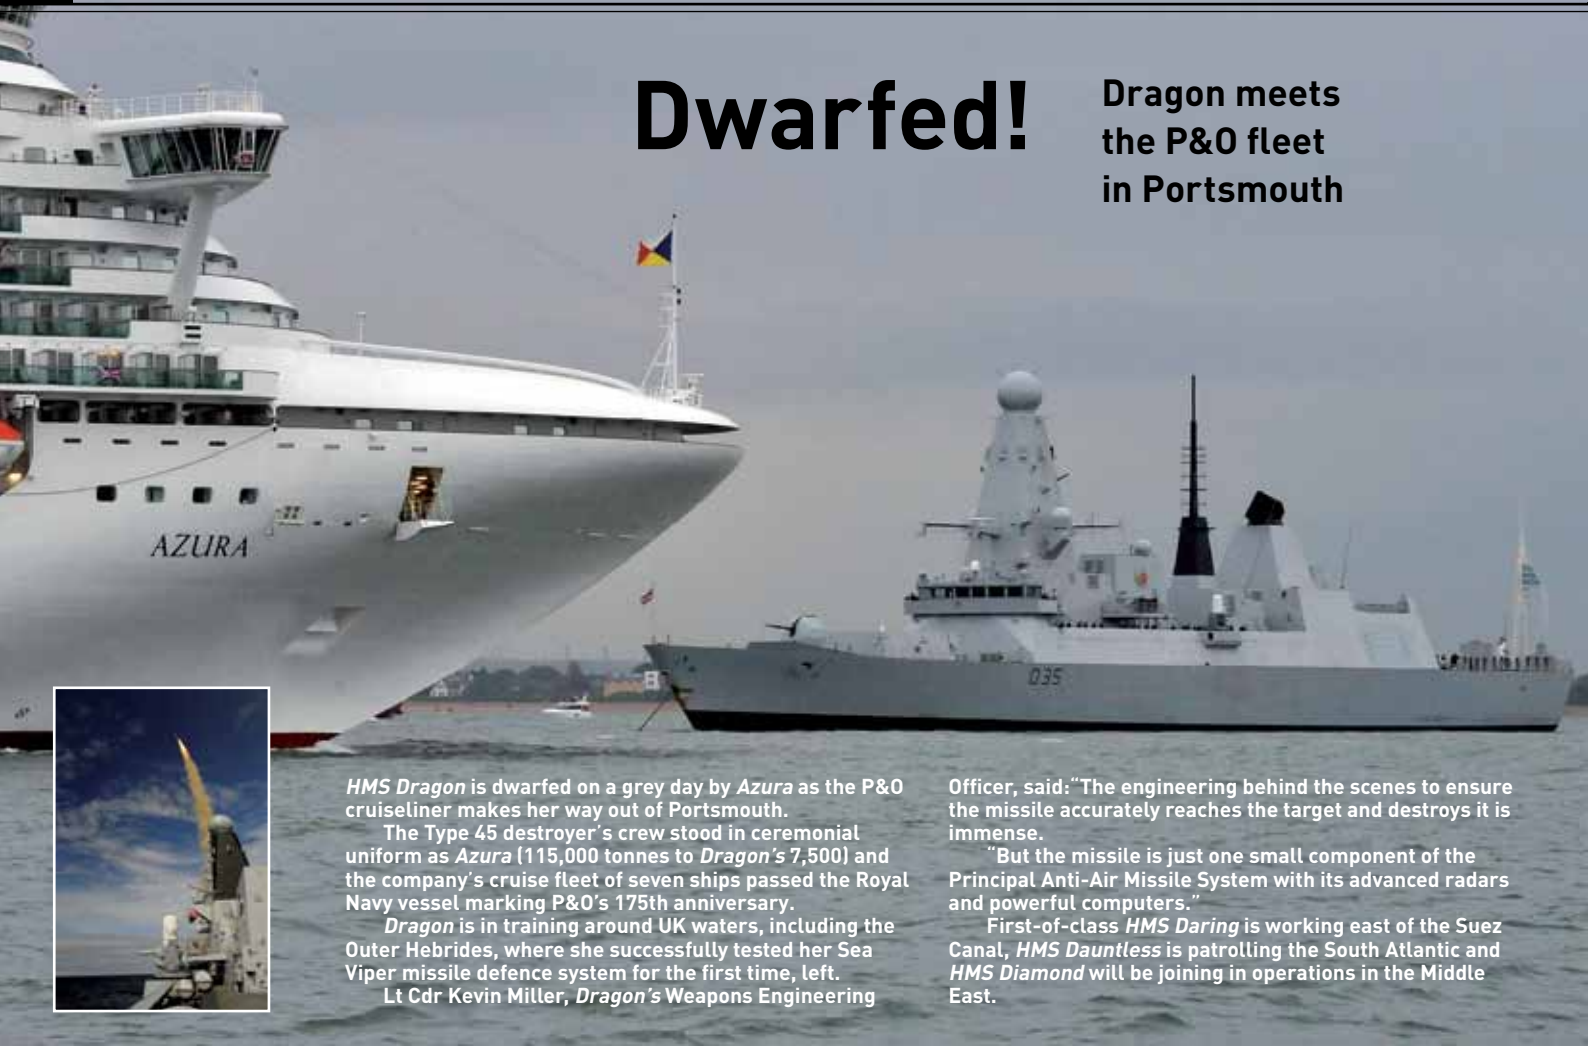 Dwarfed!
Dragon meets
the P&O fleet
in Portsmouth
AZURA
D35
HMS Dragon is dwarfed on a grey day by Azura as the P&O
cruiseliner makes her way out of Portsmouth.
The Type 45 destroyer's crew stood in ceremonial
uniform as Azura (115,000 tonnes to Dragon's 7,500) and
the company's cruise fleet of seven ships passed the Royal
Navy vessel marking P&O's 175th anniversary.
Dragon is in training around UK waters, including the
Outer Hebrides, where she successfully tested her Sea
Viper missile defence system for the first time, left.
Lt Cdr Kevin Miller, Dragon's Weapons Engineering
Officer, said:“The engineering behind the scenes to ensure
the missile accurately reaches the target and destroys it is
immense.
“But the missile is just one small component of the
Principal Anti-Air Missile System with its advanced radars
and powerful computers.”
First-of-class HMS Daring is working east of the Suez
Canal, HMS Dauntless is patrolling the South Atlantic and
HMS Diamond will be joining in operations in the Middle
East.